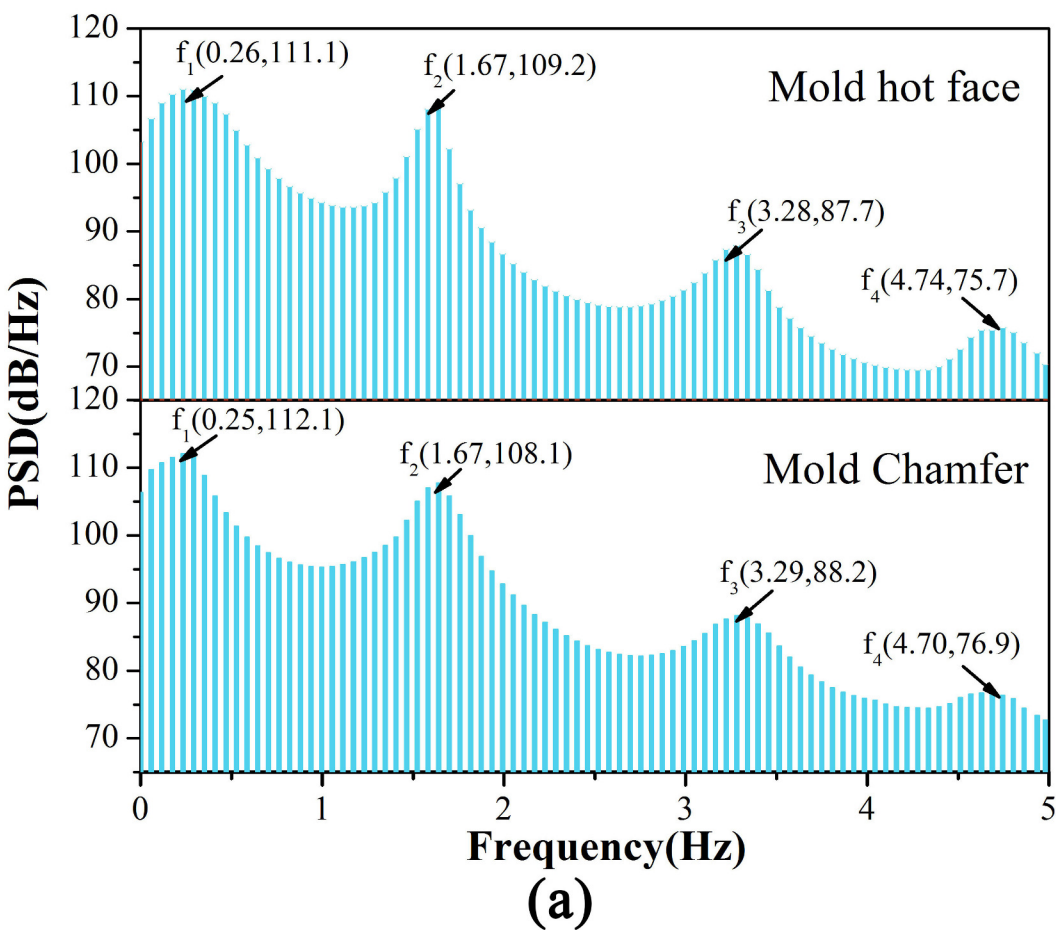 120
f₁(0.26,111.1)
f₂(1.67,109.2)
Mold hot face
110
100
90
f₃(3.28,87.7)
80
f₄(4.74,75.7)
70
PSD(dB/Hz)
120
f₁(0.25,112.1)
f₂(1.67,108.1)
Mold Chamfer
110
100
90
f₃(3.29,88.2)
80
f₄(4.70,76.9)
70
0 1 2 3 4 5
Frequency(Hz)
(a)